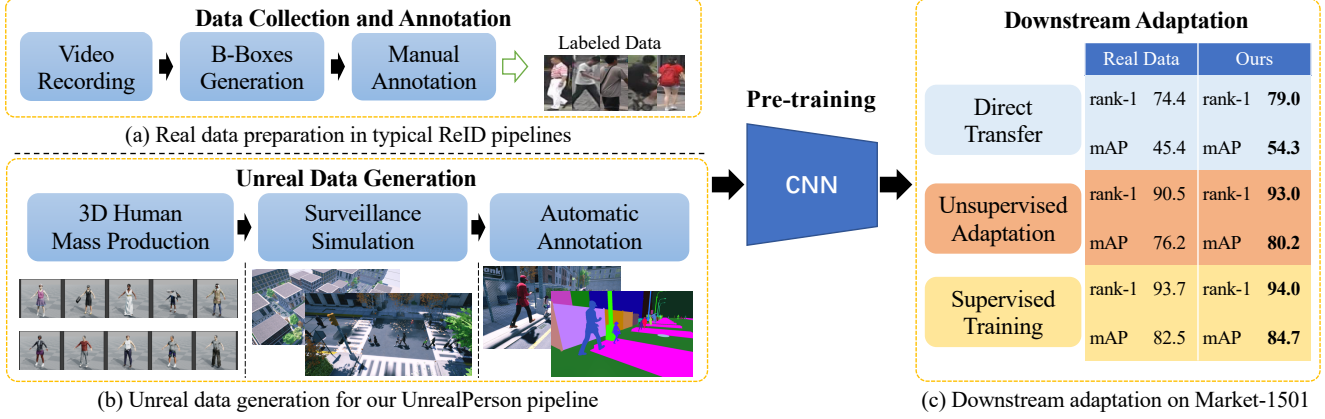 Data Collection and Annotation
Video
Recording
B-Boxes
Generation
Manual
Annotation
Labeled Data
(a) Real data preparation in typical ReID pipelines
Unreal Data Generation
3D Human
Mass Production
Surveillance
Simulation
Automatic
Annotation
(b) Unreal data generation for our UnrealPerson pipeline
Pre-training
CNN
Downstream Adaptation
Real Data Ours
Direct
Transfer
rank-1 74.4 rank-1 79.0
mAP 45.4 mAP 54.3
Unsupervised
Adaptation
rank-1 90.5 rank-1 93.0
mAP 76.2 mAP 80.2
Supervised
Training
rank-1 93.7 rank-1 94.0
mAP 82.5 mAP 84.7
(c) Downstream adaptation on Market-1501